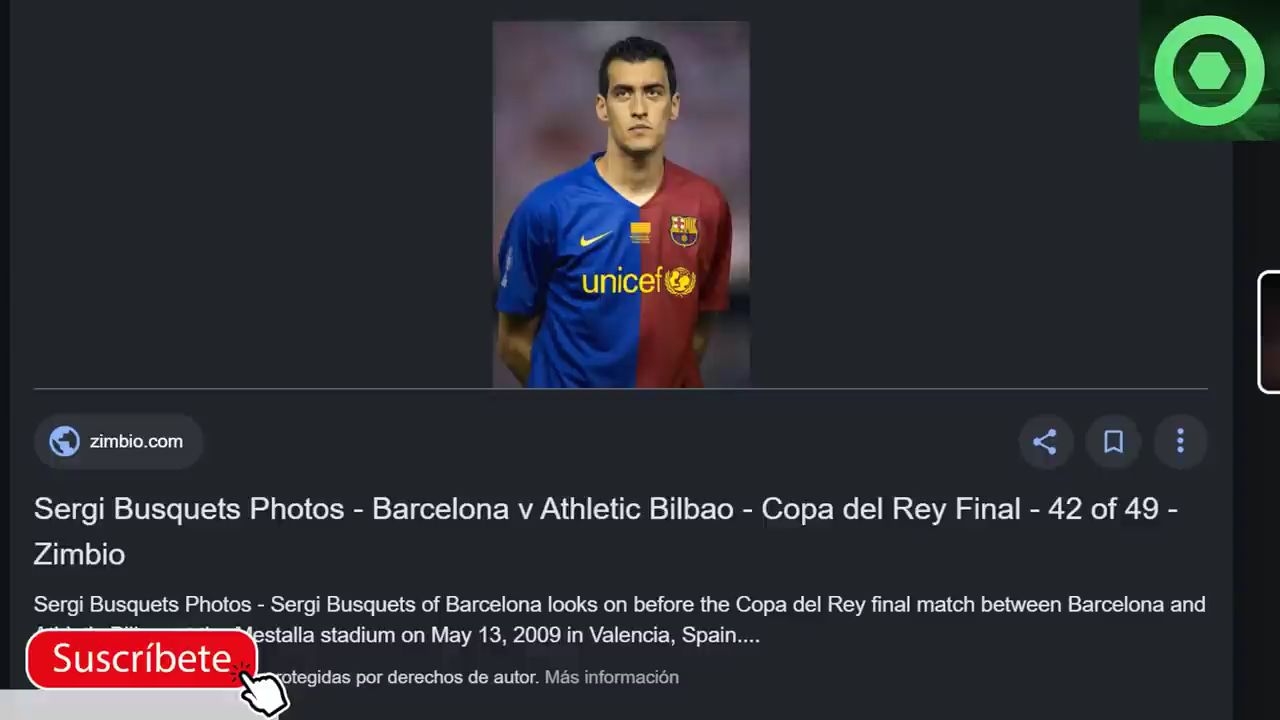 unicef
zimbio.com
Sergi Busquets Photos - Barcelona v Athletic Bilbao - Copa del Rey Final - 42 of 49 -
Zimbio
Sergi Busquets Photos - Sergi Busquets of Barcelona looks on before the Copa del Rey final match between Barcelona and
Mestalla stadium on May 13, 2009 in Valencia, Spain....
Suscríbete
rotegidas por derechos de autor. Más información